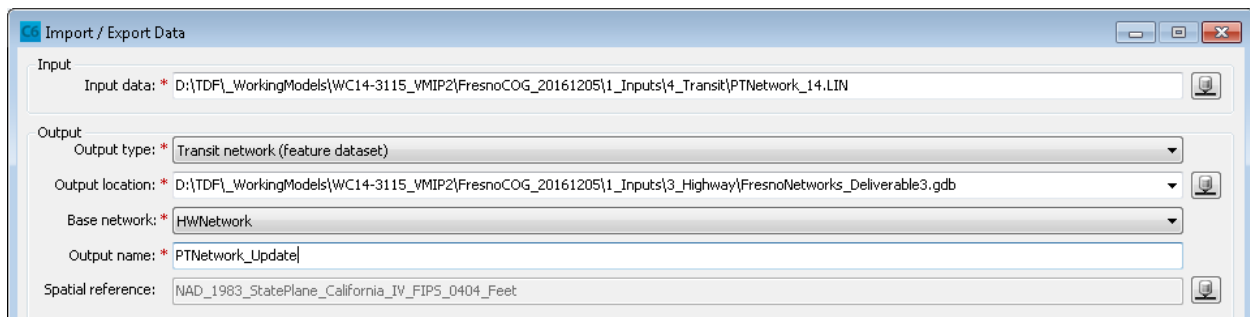 C6 Import / Export Data
Input
Input data: * D:\TDF\_WorkingModels\WC14-3115_VMIP2\FresnoCOG_20161205\1_Inputs\4_Transit\PTNetwork_14.LIN
Output
Output type: * Transit network (feature dataset)
Output location: * D:\TDF\_WorkingModels\WC14-3115_VMIP2\FresnoCOG_20161205\1_Inputs\3_Highway\FresnoNetworks_Deliverable3.gdb
Base network: * HWNetwork
Output name: * PTNetwork_Update
Spatial reference: NAD_1983_StatePlane_California_IV_FIPS_0404_Feet